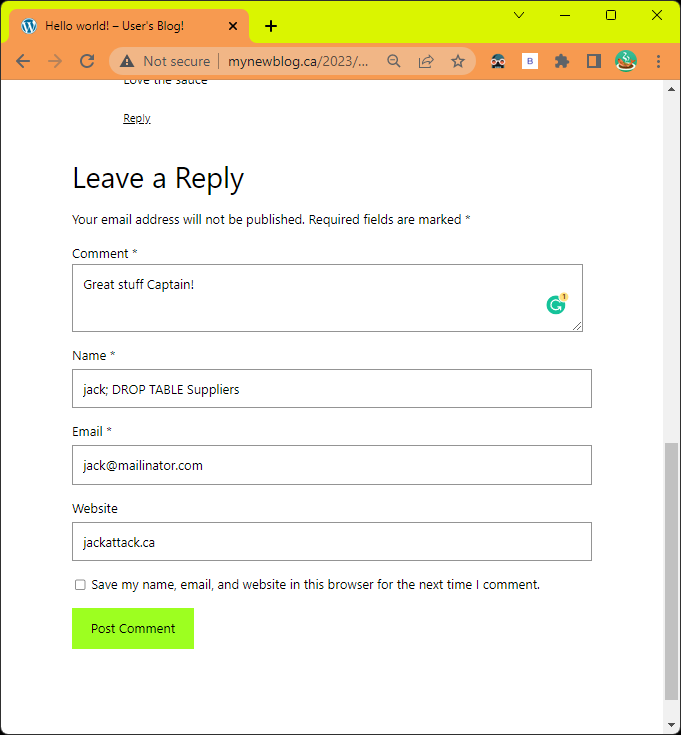 Hello world! – User's Blog!
Not secure | mynewblog.ca/2023/...
B
Love the sauce
Reply
Leave a Reply
Your email address will not be published. Required fields are marked *
Comment *
Great stuff Captain!
1
Name *
jack; DROP TABLE Suppliers
Email *
jack@mailinator.com
Website
jackattack.ca
Save my name, email, and website in this browser for the next time I comment.
Post Comment